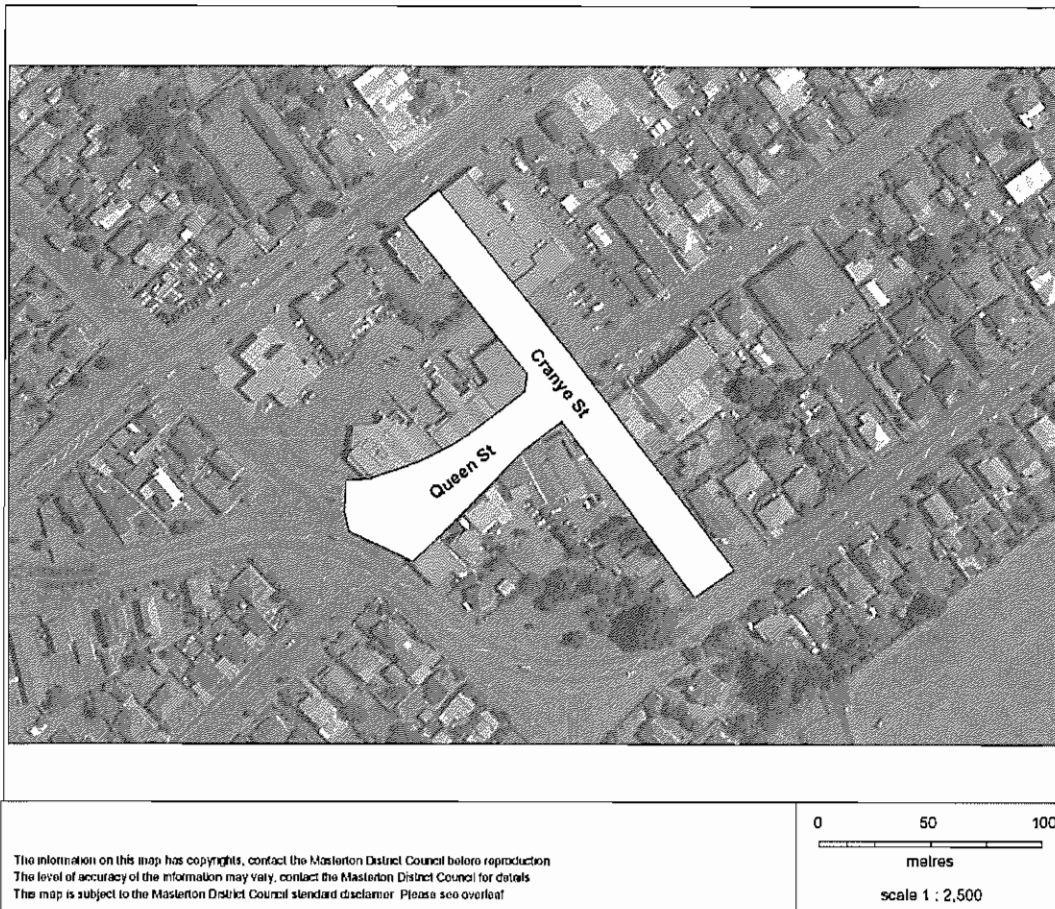 Cranye St
Queen St
The information on this map has copyrights, contact the Masterton District Council before reproduction
The level of accuracy of the information may vary, contact the Masterton District Council for details
This map is subject to the Masterton District Council standard disclaimer Please see overleaf
0 50 100
metres
scale 1 : 2,500